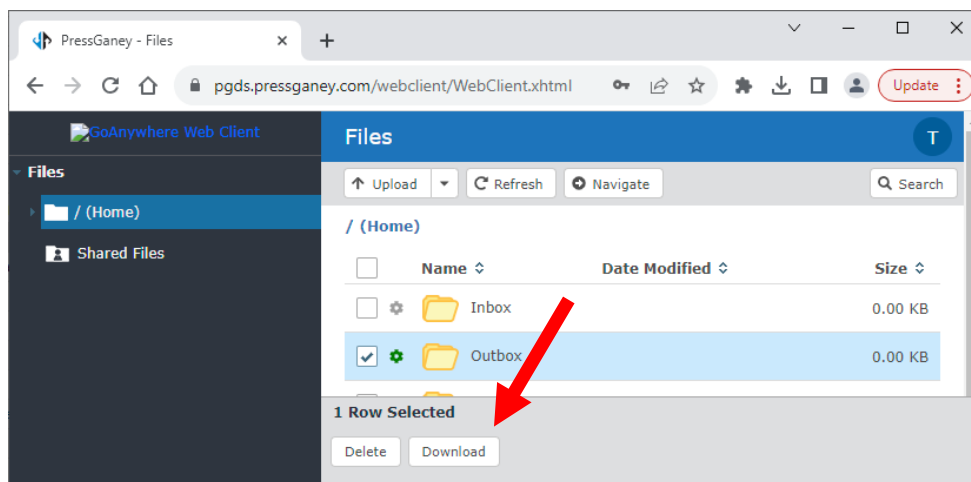 PressGaney - Files
pgds.pressganey.com/webclient/WebClient.xhtml
Update
GoAnywhere Web Client
Files
T
Files
Upload
Refresh
Navigate
Search
/ (Home)
/ (Home)
Shared Files
Name
Date Modified
Size
Inbox
0.00 KB
Outbox
0.00 KB
1 Row Selected
Delete
Download